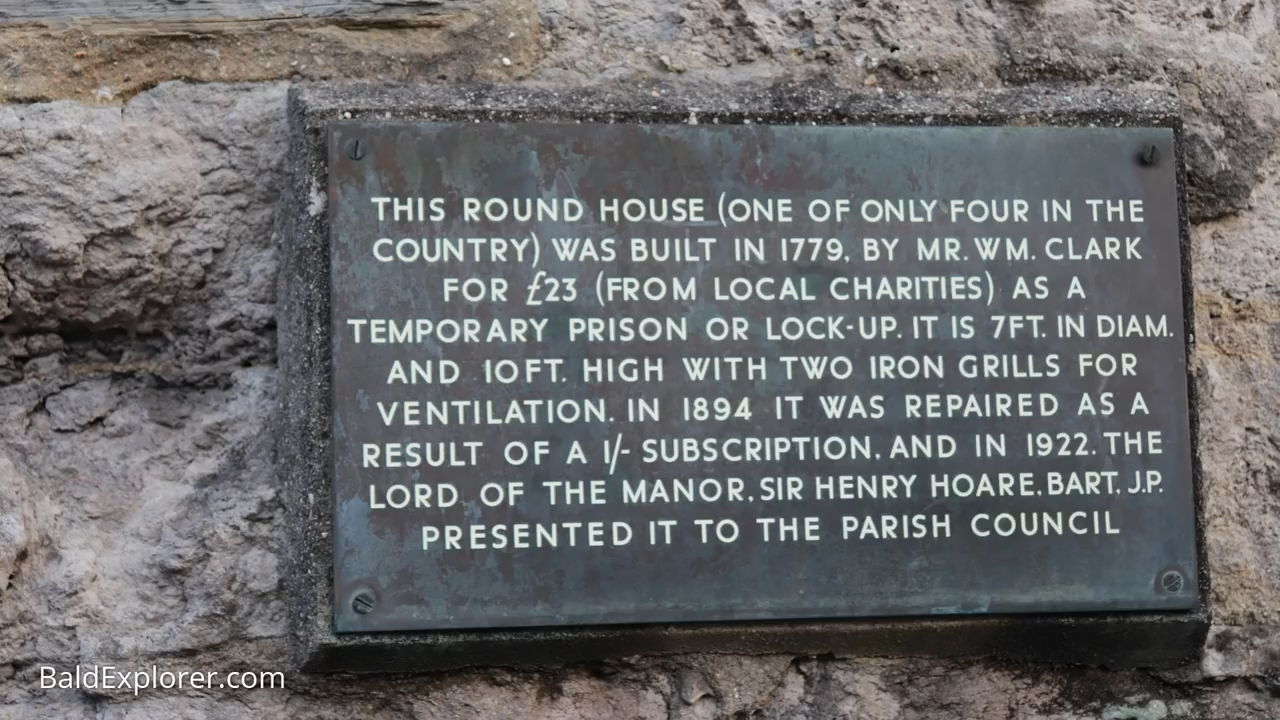 THIS ROUND HOUSE (ONE OF ONLY FOUR IN THE
COUNTRY) WAS BUILT IN 1779, BY MR. WM. CLARK
FOR £23 (FROM LOCAL CHARITIES) AS A
TEMPORARY PRISON OR LOCK-UP. IT IS 7FT. IN DIAM.
AND 10FT. HIGH WITH TWO IRON GRILLS FOR
VENTILATION. IN 1894 IT WAS REPAIRED AS A
RESULT OF A 1/- SUBSCRIPTION, AND IN 1922. THE
LORD OF THE MANOR, SIR HENRY HOARE, BART, J.P.
PRESENTED IT TO THE PARISH COUNCIL
BaldExplorer.com